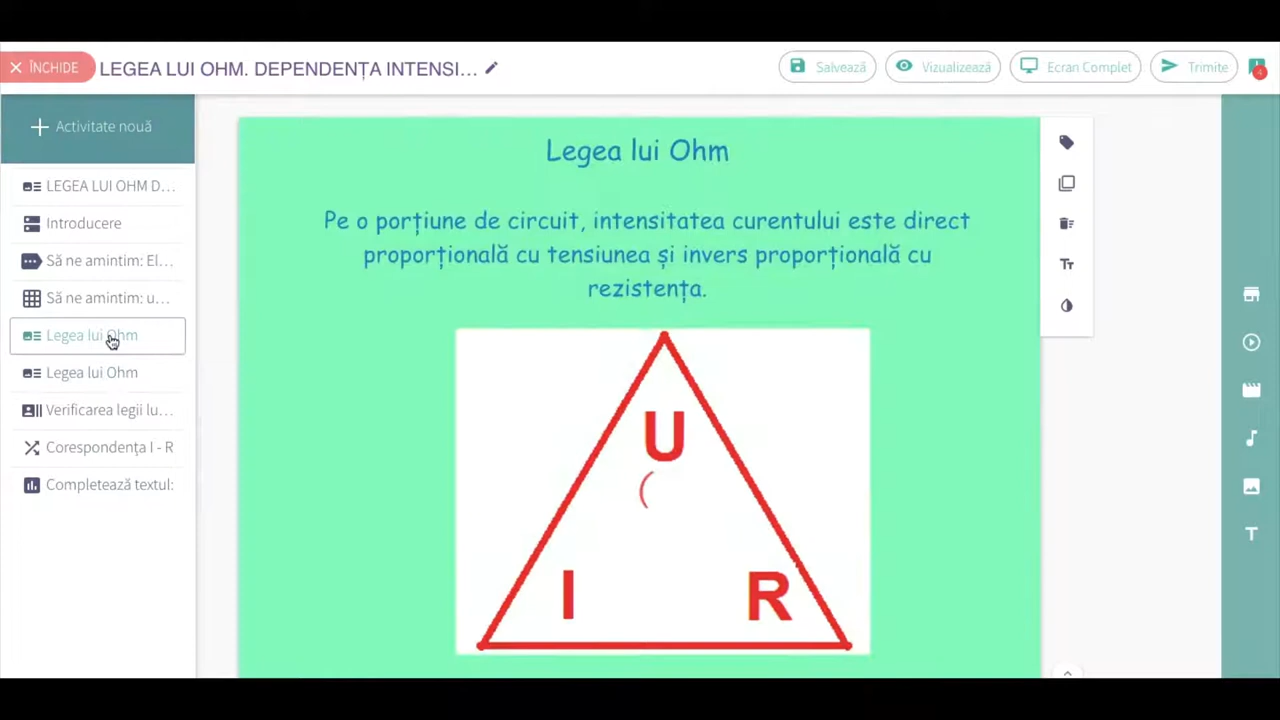 ÎNCHIDE
LEGEA LUI OHM. DEPENDENȚA INTENSI...
Salvează
Vizualizează
Ecran Complet
Trimite
4
Activitate nouă
LEGEA LUI OHM D...
Introducere
Să ne amintim: El...
Să ne amintim: u...
Legea lui Ohm
Legea lui Ohm
Verificarea legii lu...
Corespondența I - R
Completează textul:
Legea lui Ohm
Pe o porțiune de circuit, intensitatea curentului este direct
proporțională cu tensiunea și invers proporțională cu
rezistența.
U
(
I R
Tт
T